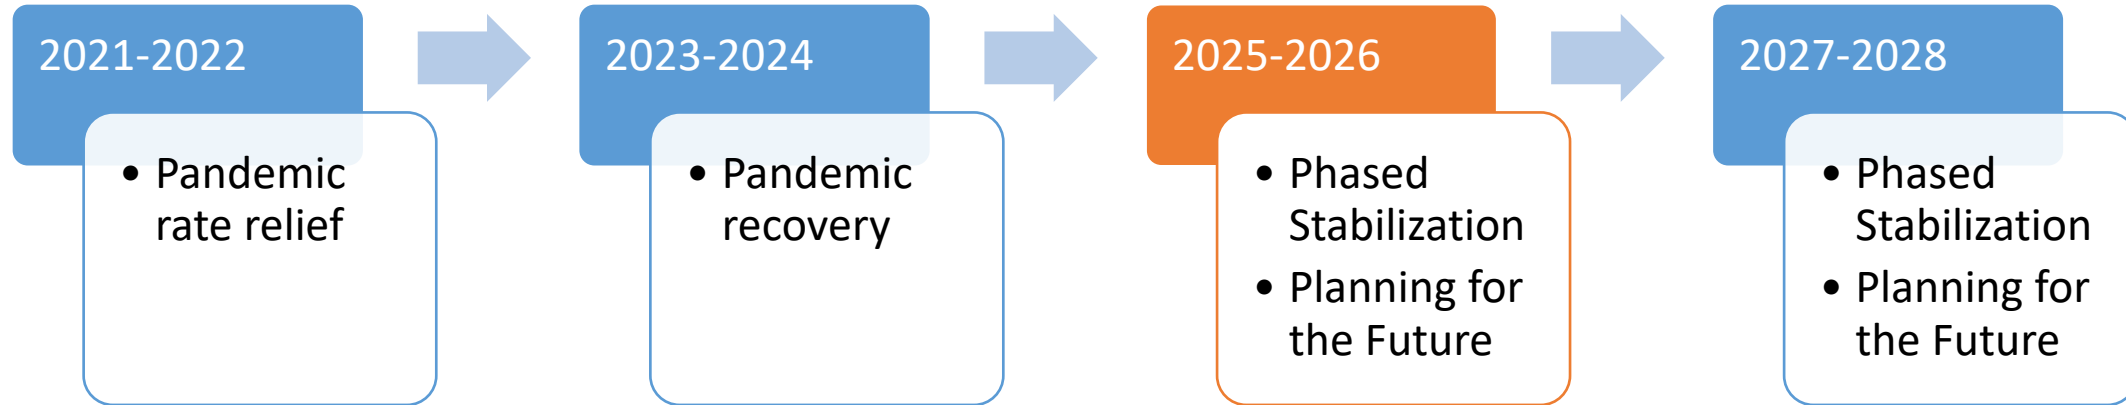 2021-2022
• Pandemic
rate relief
2023-2024
• Pandemic
recovery
2025-2026
• Phased
Stabilization
• Planning for
the Future
2027-2028
• Phased
Stabilization
• Planning for
the Future